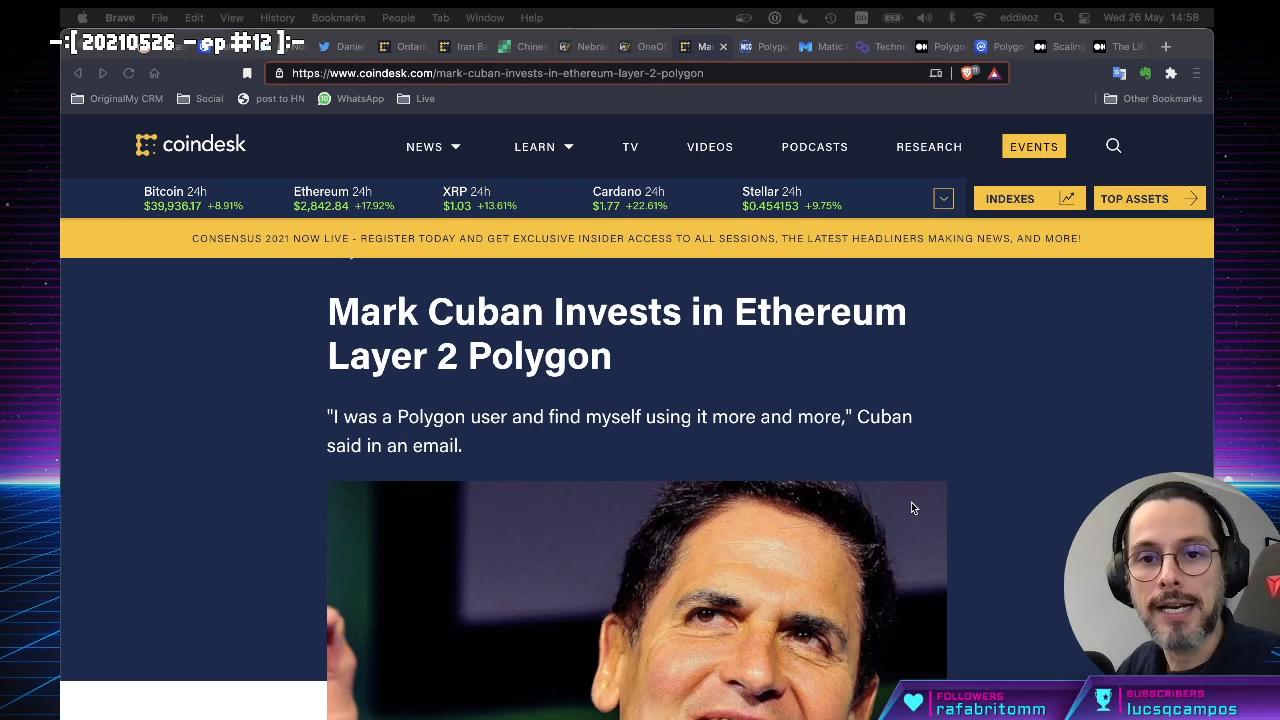 Brave File Edit View History Bookmarks People Tab Window Help eddieoz Wed 26 May 14:58
-:[ 20210526 - ep #12 ]:-
Daniel Ontari Iran Ba Chines Nebras OneOf Ma Polygo Matic Techno Polygo Polygo Scaling The Life
https://www.coindesk.com/mark-cuban-invests-in-ethereum-layer-2-polygon
OriginalMy CRM Social post to HN WhatsApp Live Other Bookmarks
coindesk NEWS LEARN TV VIDEOS PODCASTS RESEARCH EVENTS
Bitcoin 24h Ethereum 24h XRP 24h Cardano 24h Stellar 24h
$39,936.17 +8.91% $2,842.84 +17.92% $1.03 +13.61% $1.77 +22.61% $0.454153 +9.75%
INDEXES TOP ASSETS
CONSENSUS 2021 NOW LIVE - REGISTER TODAY AND GET EXCLUSIVE INSIDER ACCESS TO ALL SESSIONS, THE LATEST HEADLINERS MAKING NEWS, AND MORE!
Mark Cuban Invests in Ethereum
Layer 2 Polygon
"I was a Polygon user and find myself using it more and more," Cuban
said in an email.
FOLLOWERS
rafabritomm
SUBSCRIBERS
lucsqcampos